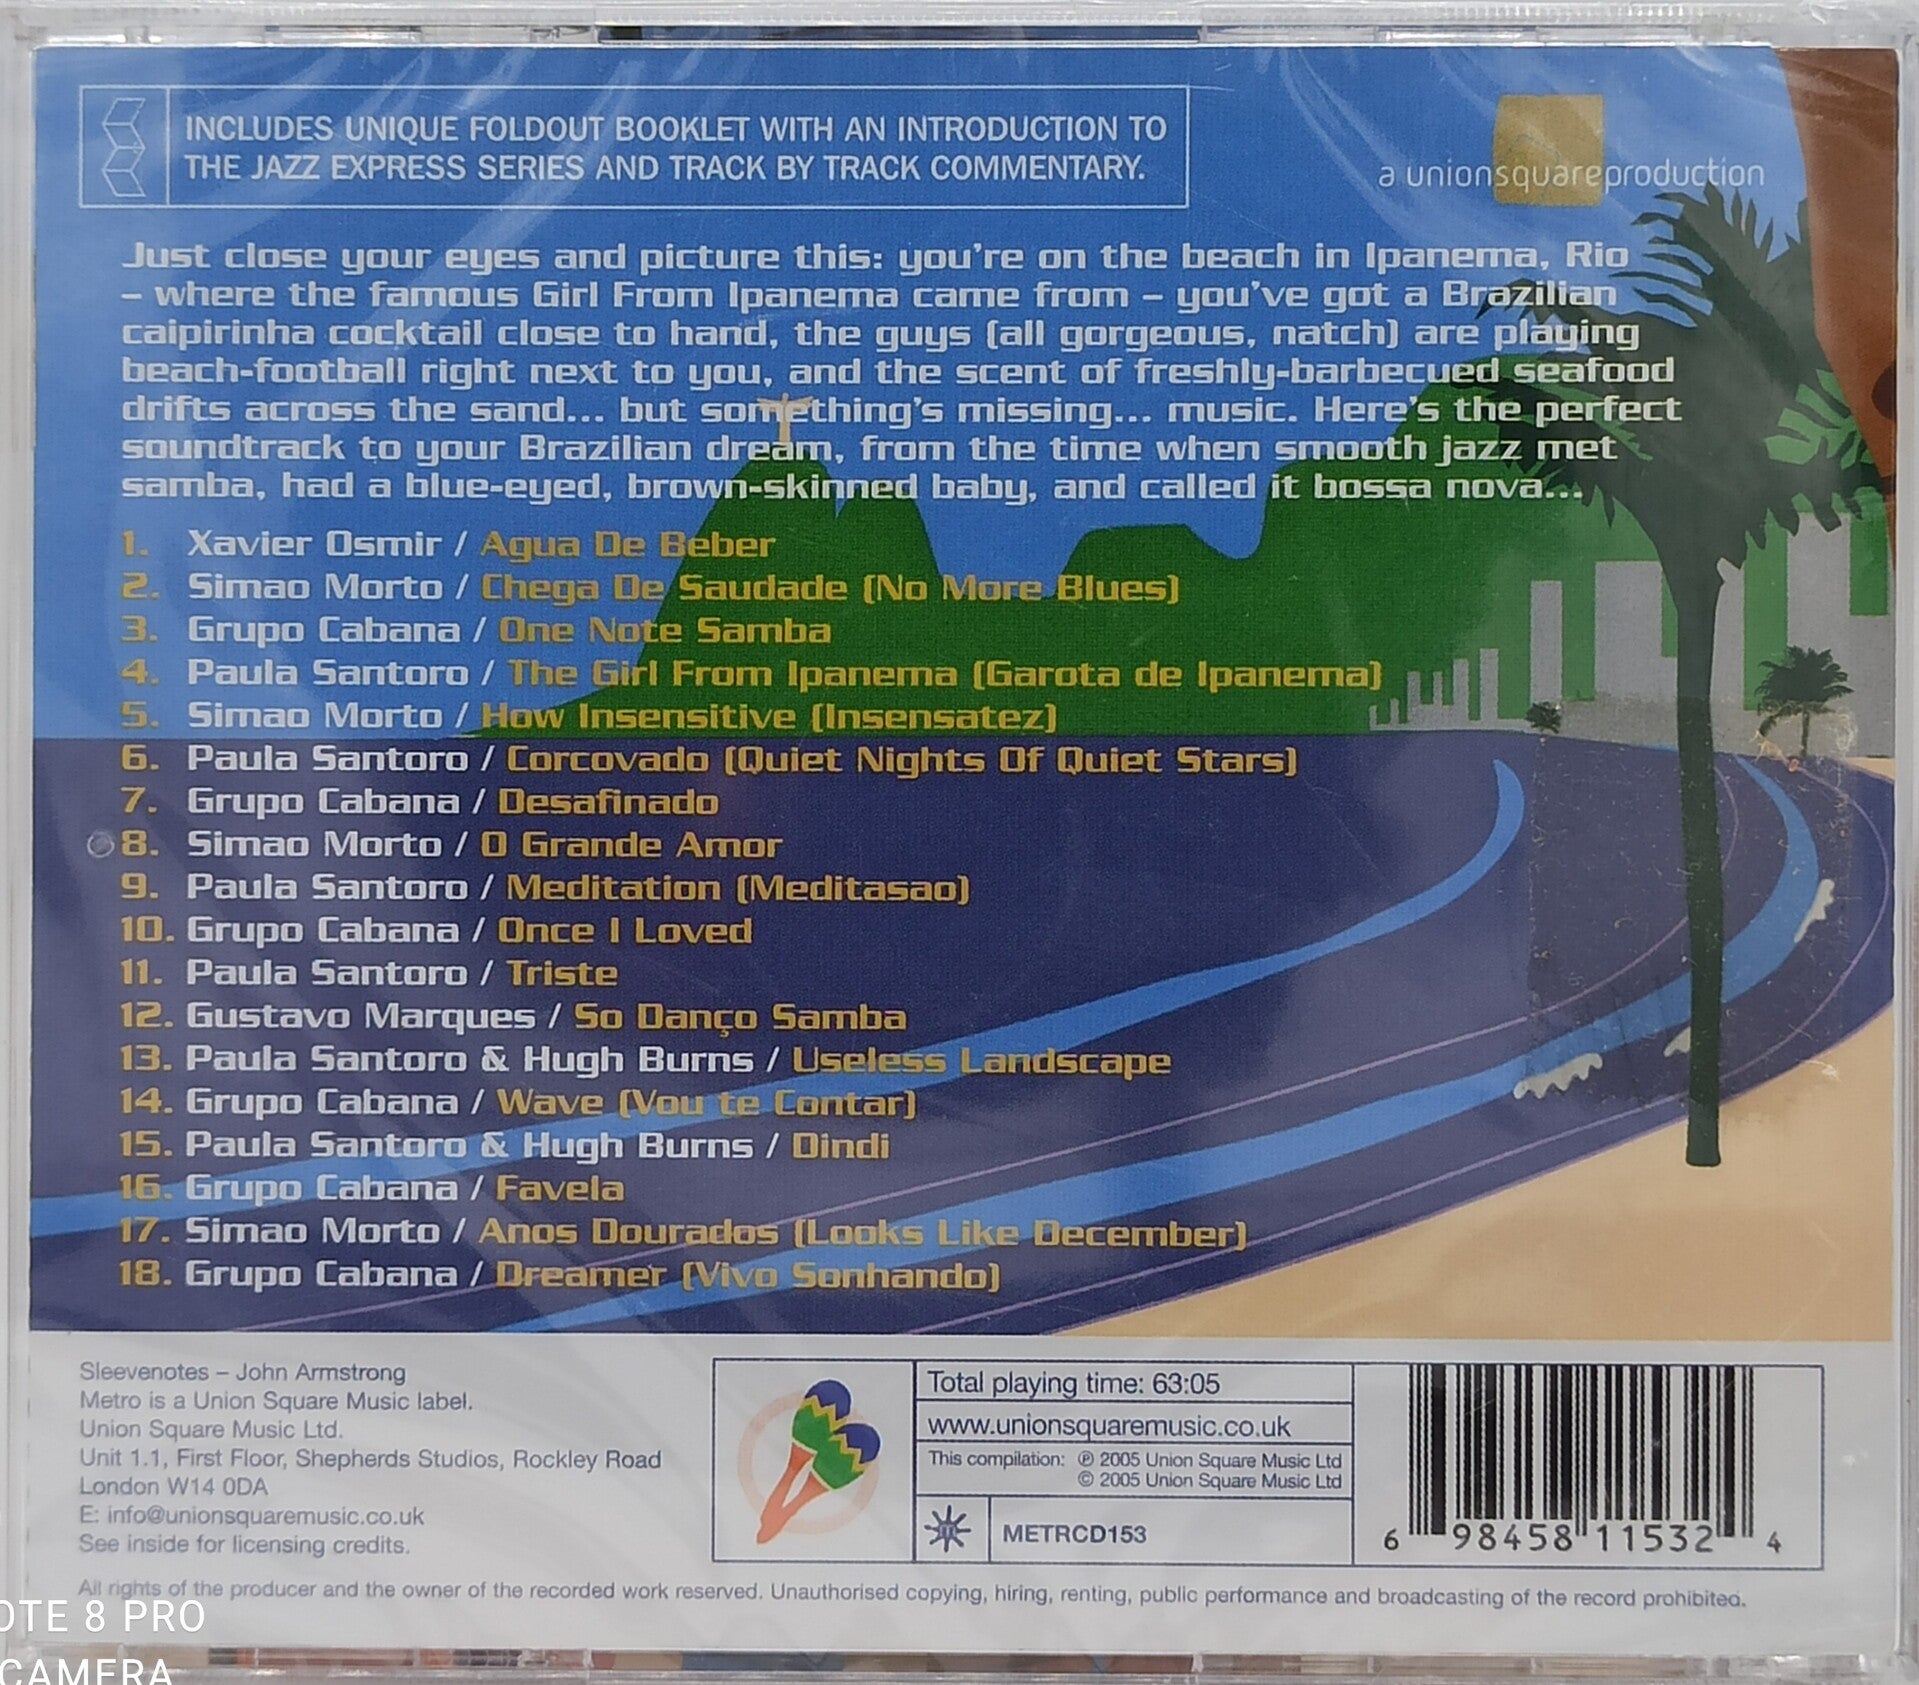 INCLUDES UNIQUE FOLDOUT BOOKLET WITH AN INTRODUCTION TO
THE JAZZ EXPRESS SERIES AND TRACK BY TRACK COMMENTARY.
a unionsquareproduction
Just close your eyes and picture this: you're on the beach in Ipanema, Rio
– where the famous Girl From Ipanema came from – you've got a Brazilian
caipirinha cocktail close to hand, the guys (all gorgeous, natch) are playing
beach-football right next to you, and the scent of freshly-barbecued seafood
drifts across the sand... but something's missing... music. Here's the perfect
soundtrack to your Brazilian dream, from the time when smooth jazz met
samba, had a blue-eyed, brown-skinned baby, and called it bossa nova...
1. Xavier Osmir / Agua De Beber
2. Simao Morto / Chega De Saudade (No More Blues)
3. Grupo Cabana / One Note Samba
4. Paula Santoro / The Girl From Ipanema (Garota de Ipanema)
5. Simao Morto / How Insensitive (Insensatez)
6. Paula Santoro / Corcovado (Quiet Nights Of Quiet Stars)
7. Grupo Cabana / Desafinado
8. Simao Morto / O Grande Amor
9. Paula Santoro / Meditation (Meditasao)
10. Grupo Cabana / Once I Loved
11. Paula Santoro / Triste
12. Gustavo Marques / So Danço Samba
13. Paula Santoro & Hugh Burns / Useless Landscape
14. Grupo Cabana / Wave (Vou te Contar)
15. Paula Santoro & Hugh Burns / Dindi
16. Grupo Cabana / Favela
17. Simao Morto / Anos Dourados (Looks Like December)
18. Grupo Cabana / Dreamer (Vivo Sonhando)
Sleevenotes – John Armstrong
Metro is a Union Square Music label.
Union Square Music Ltd.
Unit 1.1, First Floor, Shepherds Studios, Rockley Road
London W14 0DA
E: info@unionsquaremusic.co.uk
See inside for licensing credits.
Total playing time: 63:05
www.unionsquaremusic.co.uk
This compilation: ℗ 2005 Union Square Music Ltd
© 2005 Union Square Music Ltd
METRCD153
6 98458 11532 4
All rights of the producer and the owner of the recorded work reserved. Unauthorised copying, hiring, renting, public performance and broadcasting of the record prohibited.
OTE 8 PRO
CAMERA